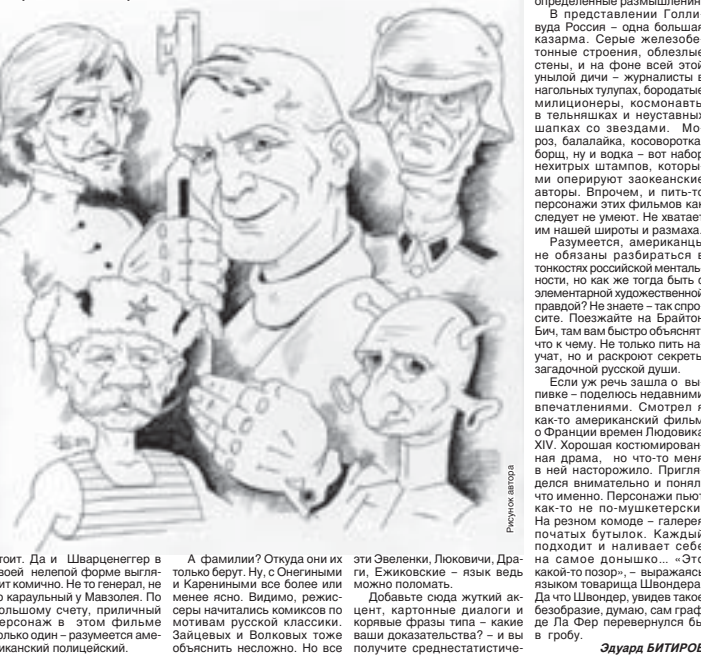 стоит. Да и Шварценеггер в
своей нелепой форме выгля-
дит комично. Не то генерал, не
то караульный у Мавзолея. По
большому счету, приличный
персонаж в этом фильме
только один – разумеется аме-
риканский полицейский.
А фамилии? Откуда они их
только берут. Ну, с Онегиными
и Карениными все более или
менее ясно. Видимо, режис-
серы начитались комиксов по
мотивам русской классики.
Зайцевых и Волковых тоже
объяснить несложно. Но все
эти Эвеленки, Люковичи, Дра-
ги, Ежиковские – язык ведь
можно поломать.
Добавьте сюда жуткий ак-
цент, картонные диалоги и
корявые фразы типа – какие
ваши доказательства? – и вы
получите среднестатистиче-
определенные размышления
В представлении Голли-
вуда Россия – одна большая
казарма. Серые железобе-
тонные строения, облезлые
стены, и на фоне всей этой
унылой дичи – журналисты в
нагольных тулупах, бородатые
милиционеры, космонавты
в тельняшках и неуставных
шапках со звездами. Мо-
роз, балалайка, косоворотка,
борщ, ну и водка – вот набор
нехитрых штампов, которы-
ми оперируют заокеанские
авторы. Впрочем, и пить-то
персонажи этих фильмов как
следует не умеют. Не хватает
им нашей широты и размаха.
Разумеется, американцы
не обязаны разбираться в
тонкостях российской менталь-
ности, но как же тогда быть с
элементарной художественной
правдой? Не знаете – так спро-
сите. Поезжайте на Брайтон
Бич, там вам быстро объяснят,
что к чему. Не только пить на-
учат, но и раскроют секреты
загадочной русской души.
Если уж речь зашла о вы-
пивке – поделюсь недавними
впечатлениями. Смотрел я
как-то американский фильм
о Франции времен Людовика
XIV. Хорошая костюмирован-
ная драма, но что-то меня
в ней насторожило. Пригля-
делся внимательно и понял,
что именно. Персонажи пьют
как-то не по-мушкетерски.
На резном комоде – галерея
початых бутылок. Каждый
подходит и наливает себе
на самое донышко... «Это
какой-то позор», – выражаясь
языком товарища Швондера.
Да что Швондер, увидев такое
безобразие, думаю, сам граф
де Ла Фер перевернулся бы
в гробу.
Эдуард БИТИРОВ
Рисунок автора